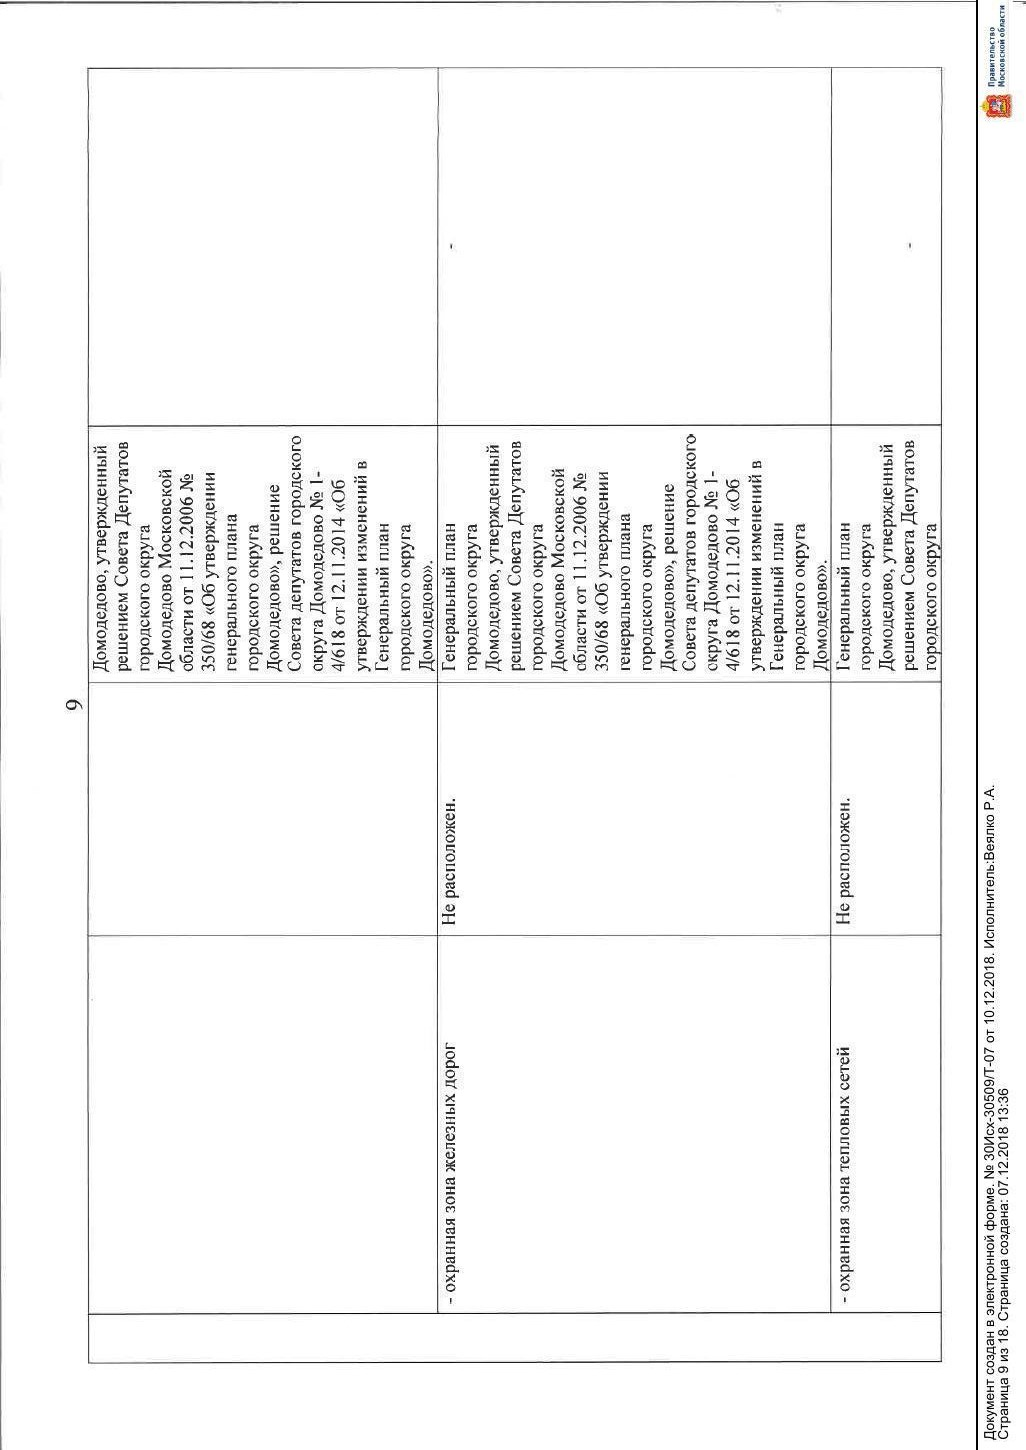 9
Домодедово, утвержденный
решением Совета Депутатов
городского округа
Домодедово Московской
области от 11.12.2006 №
350/68 «Об утверждении
генерального плана
городского округа
Домодедово», решение
Совета депутатов городского
округа Домодедово № 1-
4/618 от 12.11.2014 «Об
утверждении изменений в
Генеральный план
городского округа
Домодедово».
- охранная зона железных дорог
Не расположен.
Генеральный план
городского округа
Домодедово, утвержденный
решением Совета Депутатов
городского округа
Домодедово Московской
области от 11.12.2006 №
350/68 «Об утверждении
генерального плана
городского округа
Домодедово», решение
Совета депутатов городского
округа Домодедово № 1-
4/618 от 12.11.2014 «Об
утверждении изменений в
Генеральный план
городского округа
Домодедово».
-
- охранная зона тепловых сетей
Не расположен.
Генеральный план
городского округа
Домодедово, утвержденный
решением Совета Депутатов
городского округа
-
Документ создан в электронной форме. № 30Исх-30509/Т-07 от 10.12.2018. Исполнитель:Веялко Р.А.
Страница 9 из 18. Страница создана: 07.12.2018 13:36
Правительство
Московской области